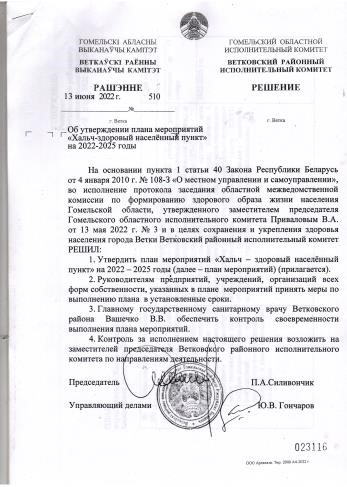 ГОМЕЛЬСКІ АБЛАСНЫ
ВЫКАНАЎЧЫ КАМІТЭТ
ВЕТКАЎСКІ РАЁННЫ
ВЫКАНАЎЧЫ КАМІТЭТ
РАШЭННЕ
13 июня 2022 г. 510
№
г. Ветка
ГОМЕЛЬСКИЙ ОБЛАСТНОЙ
ИСПОЛНИТЕЛЬНЫЙ КОМИТЕТ
ВЕТКОВСКИЙ РАЙОННЫЙ
ИСПОЛНИТЕЛЬНЫЙ КОМИТЕТ
РЕШЕНИЕ
г. Ветка
Об утверждении плана мероприятий
«Хальч-здоровый населённый пункт»
на 2022-2025 годы
На основании пункта 1 статьи 40 Закона Республики Беларусь
от 4 января 2010 г. № 108-З «О местном управлении и самоуправлении»,
во исполнение протокола заседания областной межведомственной
комиссии по формированию здорового образа жизни населения
Гомельской области, утвержденного заместителем председателя
Гомельского областного исполнительного комитета Приваловым В.А.
от 13 мая 2022 г. № 3 и в целях сохранения и укрепления здоровья
населения города Ветки Ветковский районный исполнительный комитет
РЕШИЛ:
1. Утвердить план мероприятий «Хальч – здоровый населённый
пункт» на 2022 – 2025 годы (далее – план мероприятий) (прилагается).
2. Руководителям предприятий, учреждений, организаций всех
форм собственности, указанных в плане мероприятий принять меры по
выполнению плана в установленные сроки.
3. Главному государственному санитарному врачу Ветковского
района Вашечко В.В. обеспечить контроль своевременности
выполнения плана мероприятий.
4. Контроль за исполнением настоящего решения возложить на
заместителей председателя Ветковского районного исполнительного
комитета по направлениям деятельности.
Председатель П.А.Силивончик
Управляющий делами Ю.В. Гончаров
023116